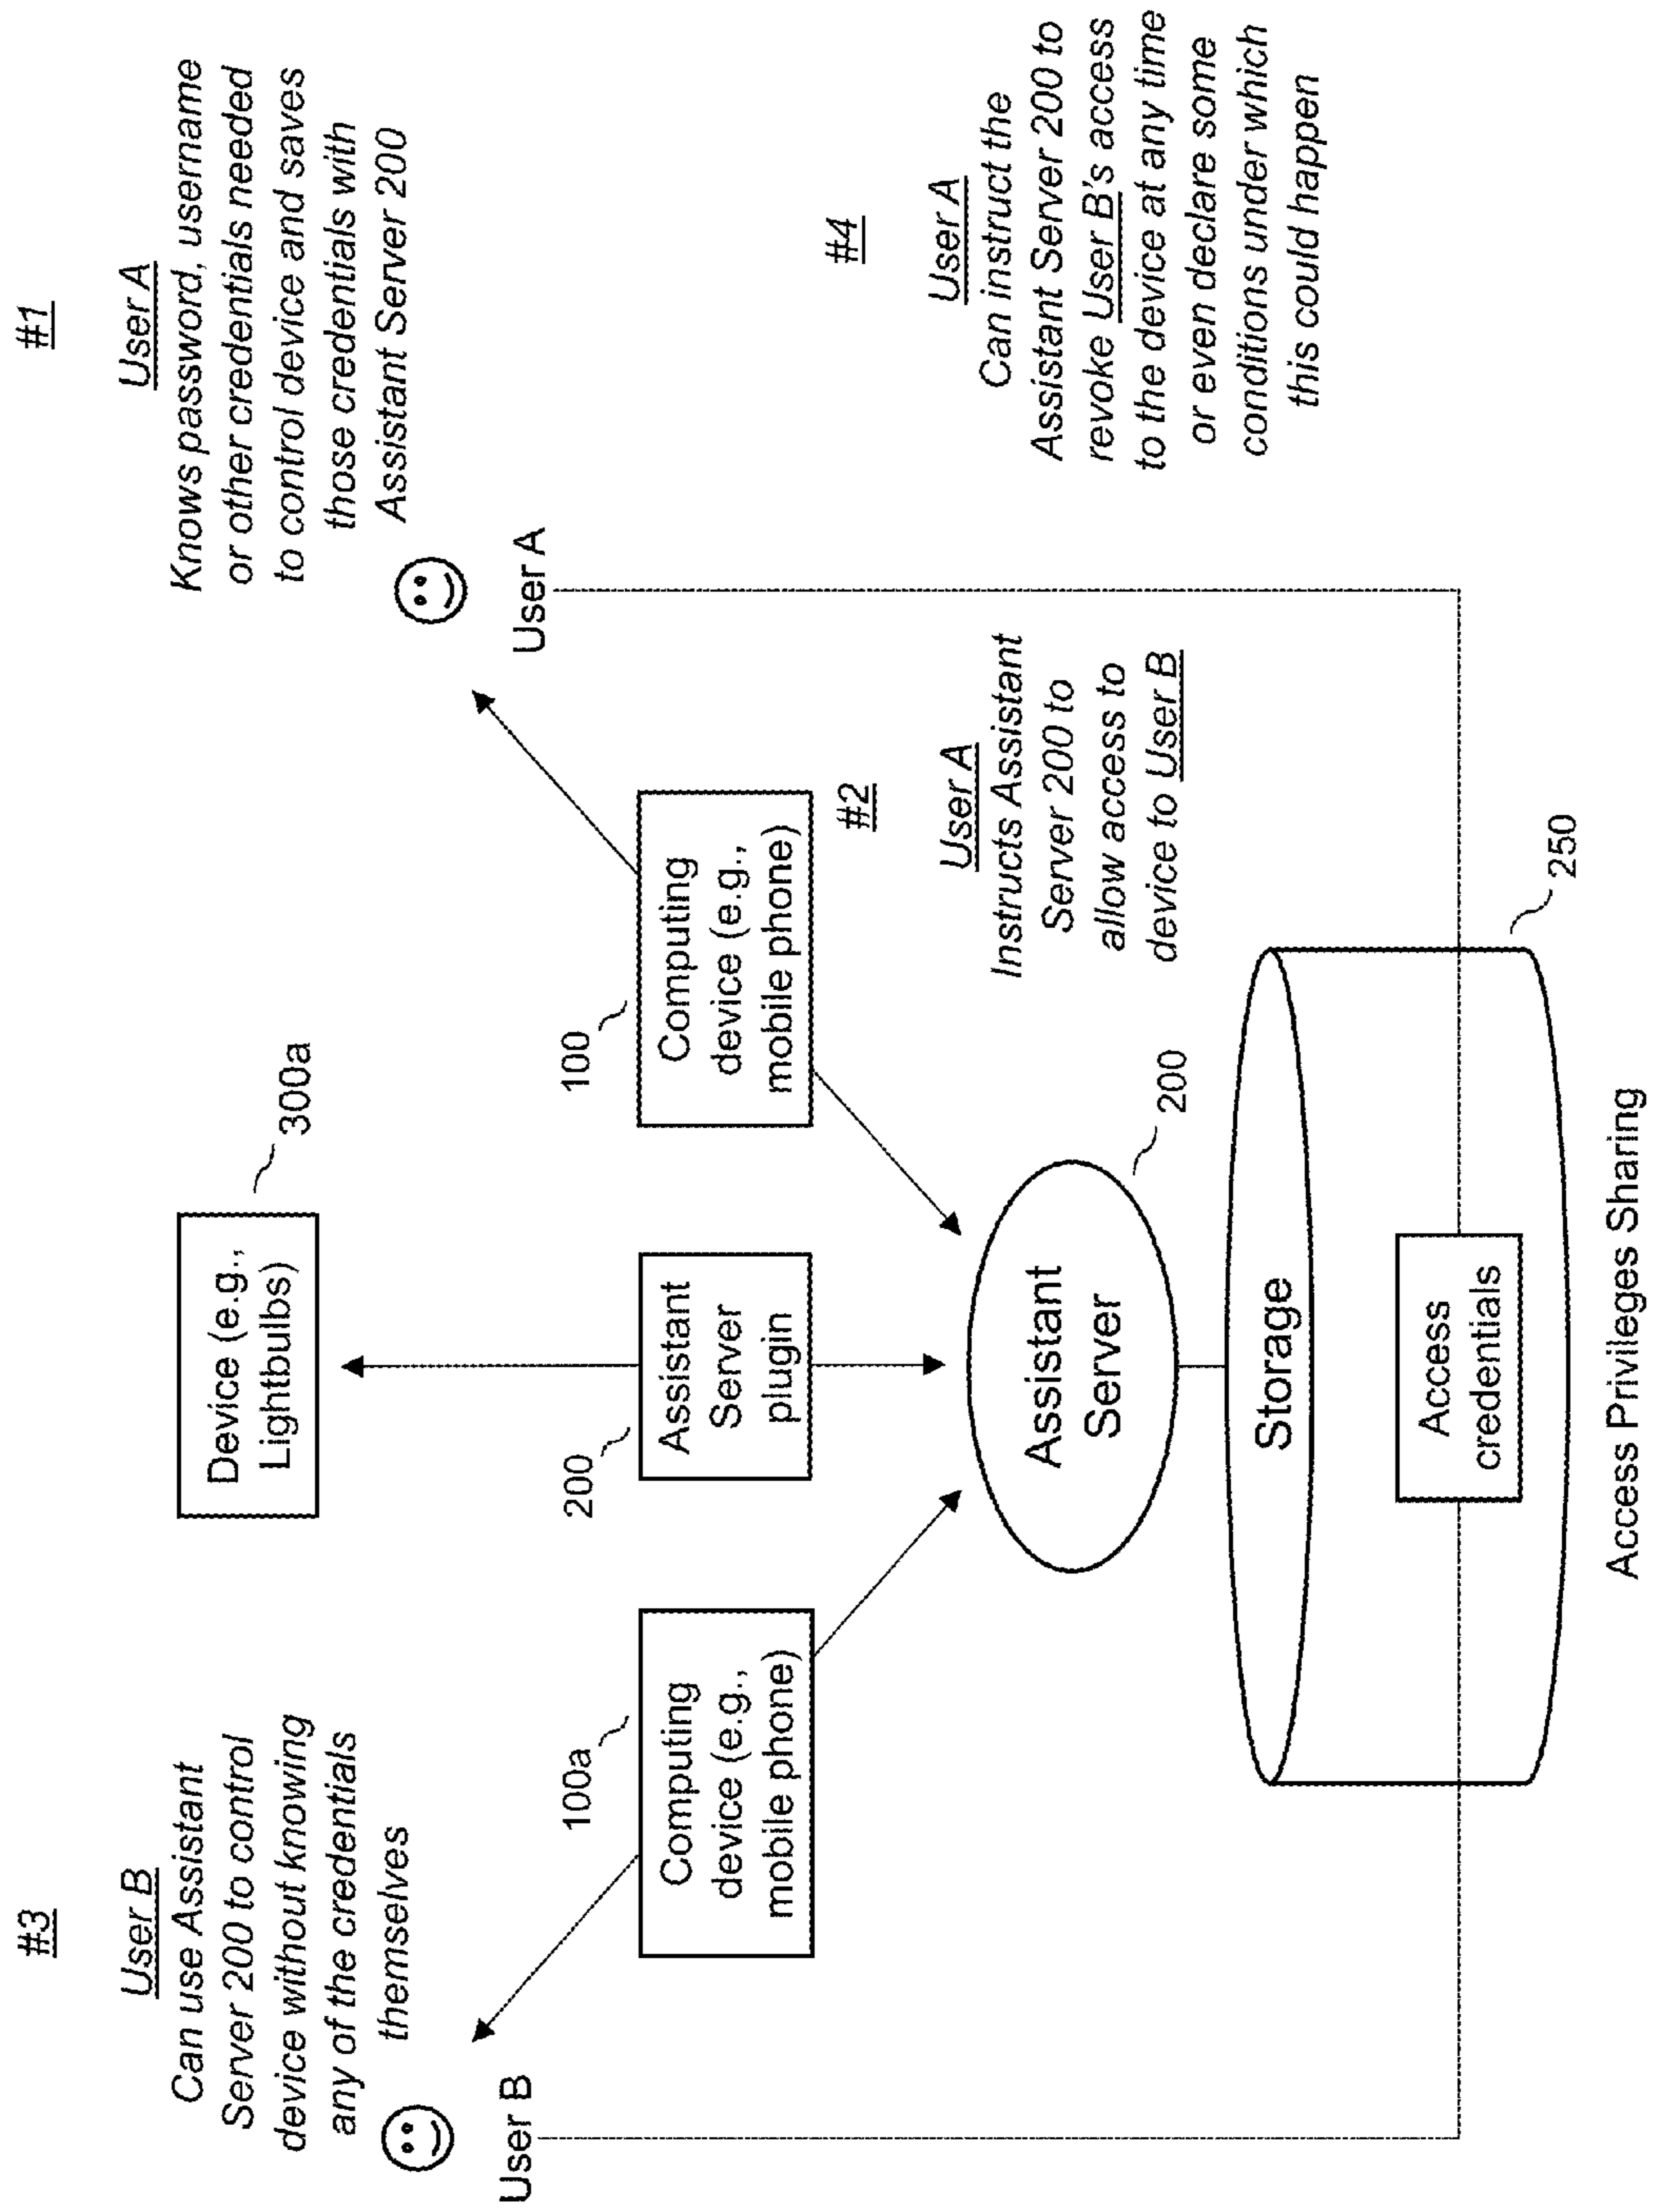 #3
User B
Can use Assistant
Server 200 to control
device without knowing
any of the credentials
themselves
User B
#1
User A
Knows password, username
or other credentials needed
to control device and saves
those credentials with
Assistant Server 200
User A
300a
Device (e.g.,
Lightbulbs)
100a
Computing
device (e.g.,
mobile phone)
200
Assistant
Server
plugin
100
Computing
device (e.g.,
mobile phone)
#2
User A
Instructs Assistant
Server 200 to
allow access to
device to User B
#4
User A
Can instruct the
Assistant Server 200 to
revoke User B's access
to the device at any time
or even declare some
conditions under which
this could happen
Assistant
Server
200
Storage
250
Access
credentials
Access Privileges Sharing